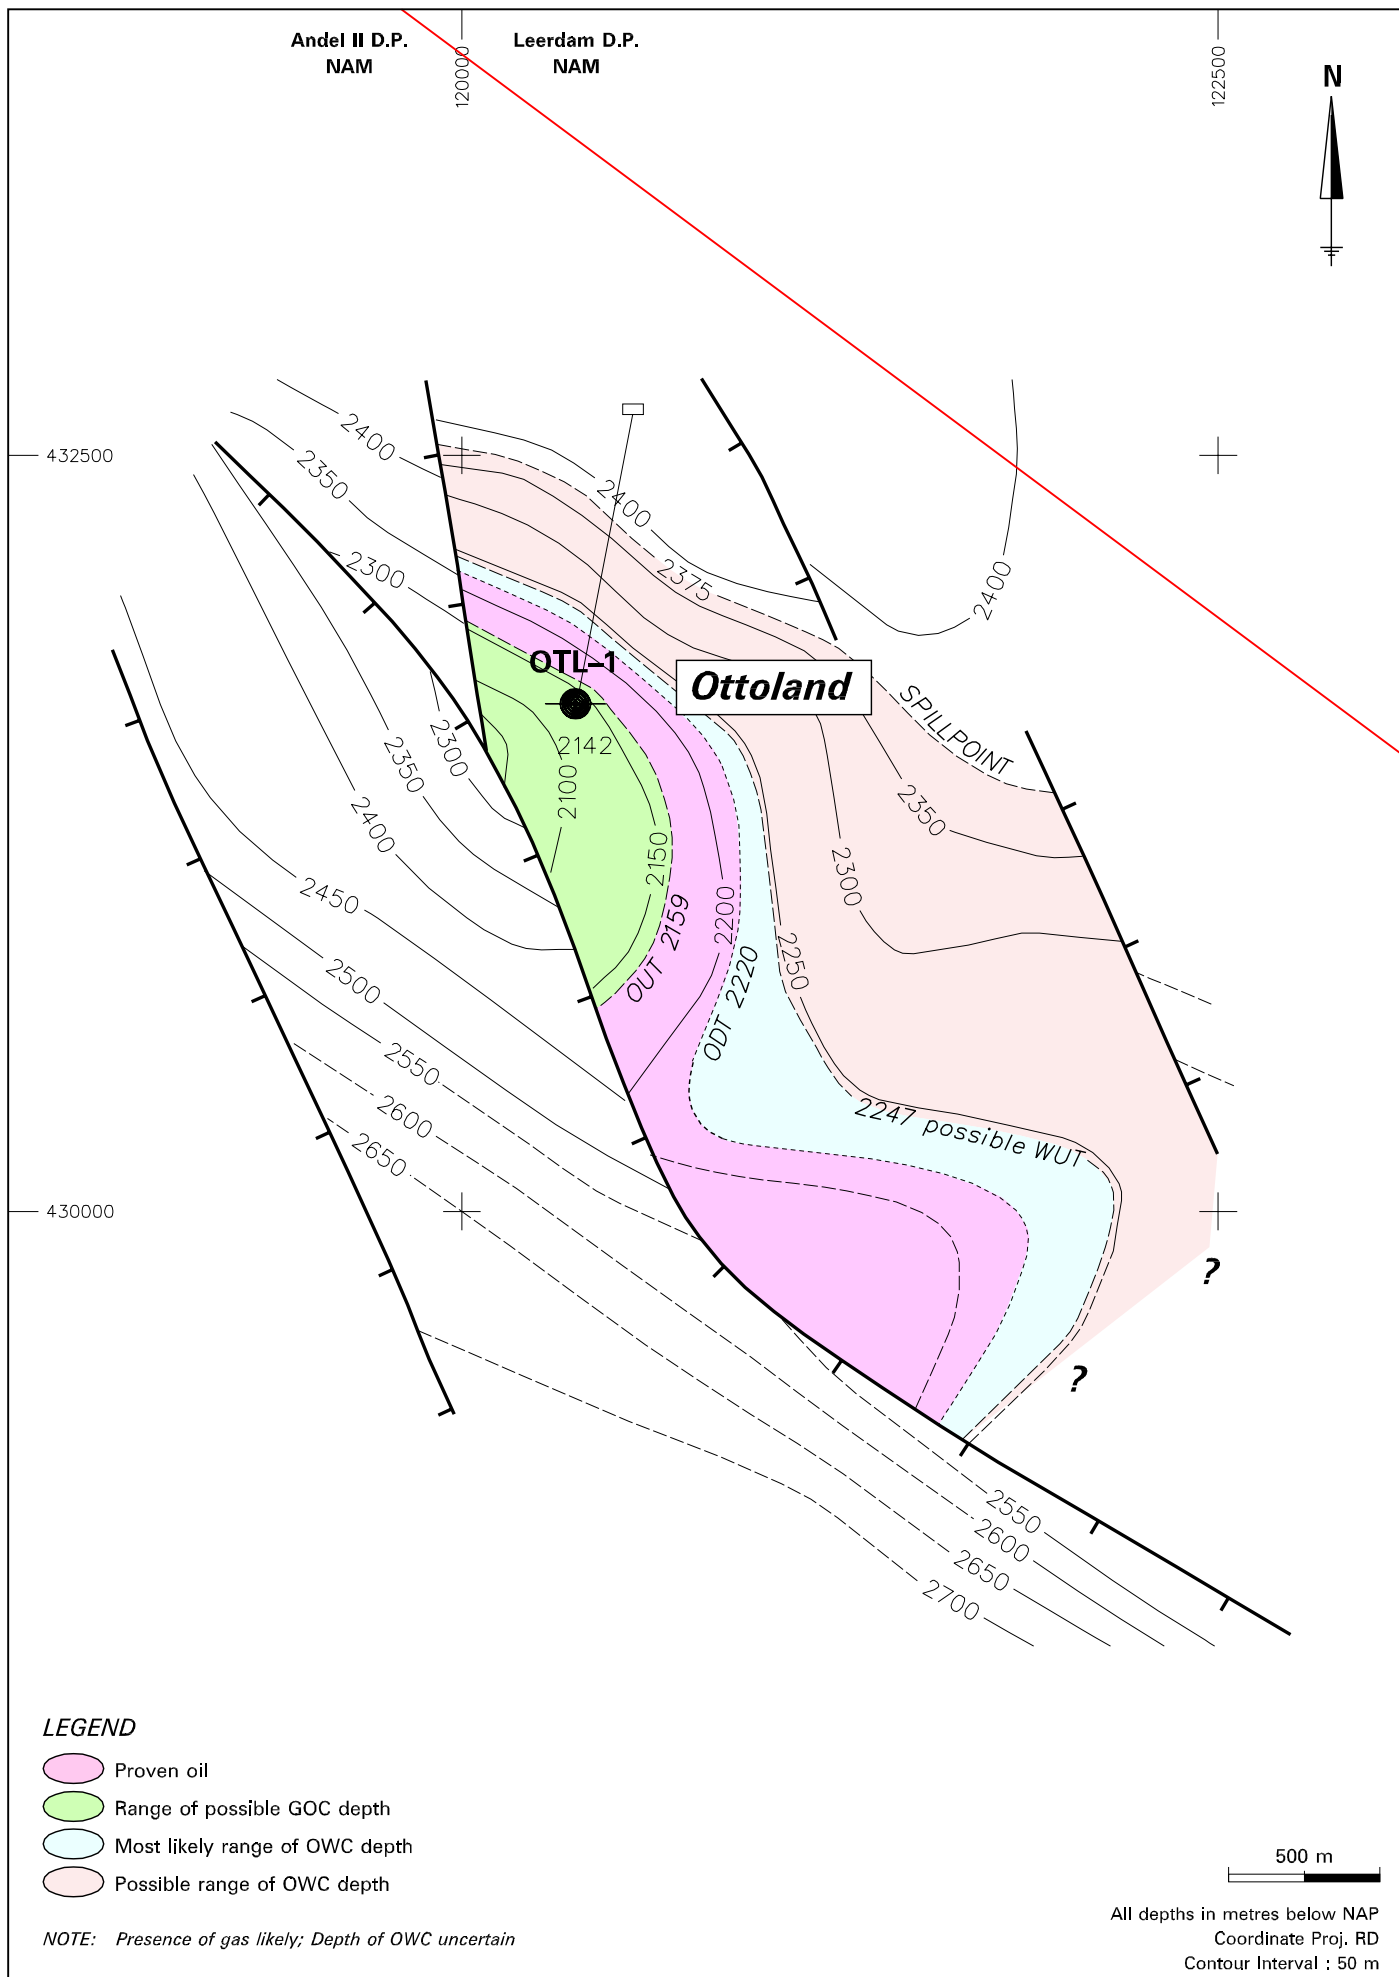 Andel II D.P.
NAM
Leerdam D.P.
NAM
120000
122500
N
432500
430000
2400
2350
2300
2400
2375
2400
OTL–1
Ottoland
SPILLPOINT
2142
2100
2150
2200
2250
2300
2350
2300
2350
2400
2450
2500
2550
2600
2650
OUT 2159
ODT 2220
2247 possible WUT
?
?
2550
2600
2650
2700
LEGEND
Proven oil
Range of possible GOC depth
Most likely range of OWC depth
Possible range of OWC depth
NOTE: Presence of gas likely; Depth of OWC uncertain
500 m
All depths in metres below NAP
Coordinate Proj. RD
Contour Interval : 50 m